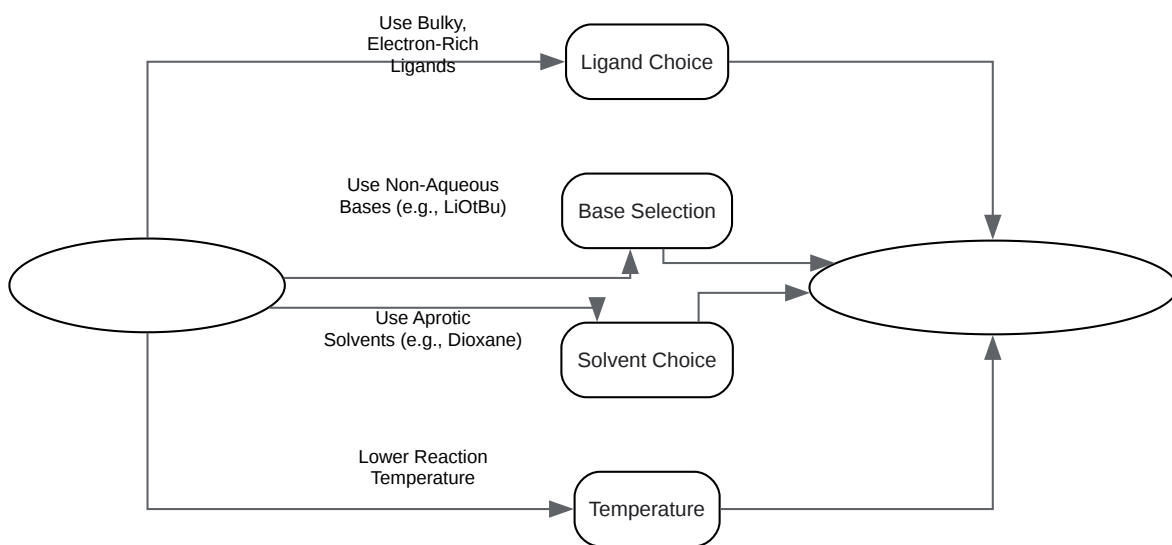 Use Bulky,
Electron-Rich
Ligands
Ligand Choice
Use Non-Aqueous
Bases (e.g., LiOtBu)
Base Selection
Use Aprotic
Solvents (e.g., Dioxane)
Solvent Choice
Lower Reaction
Temperature
Temperature